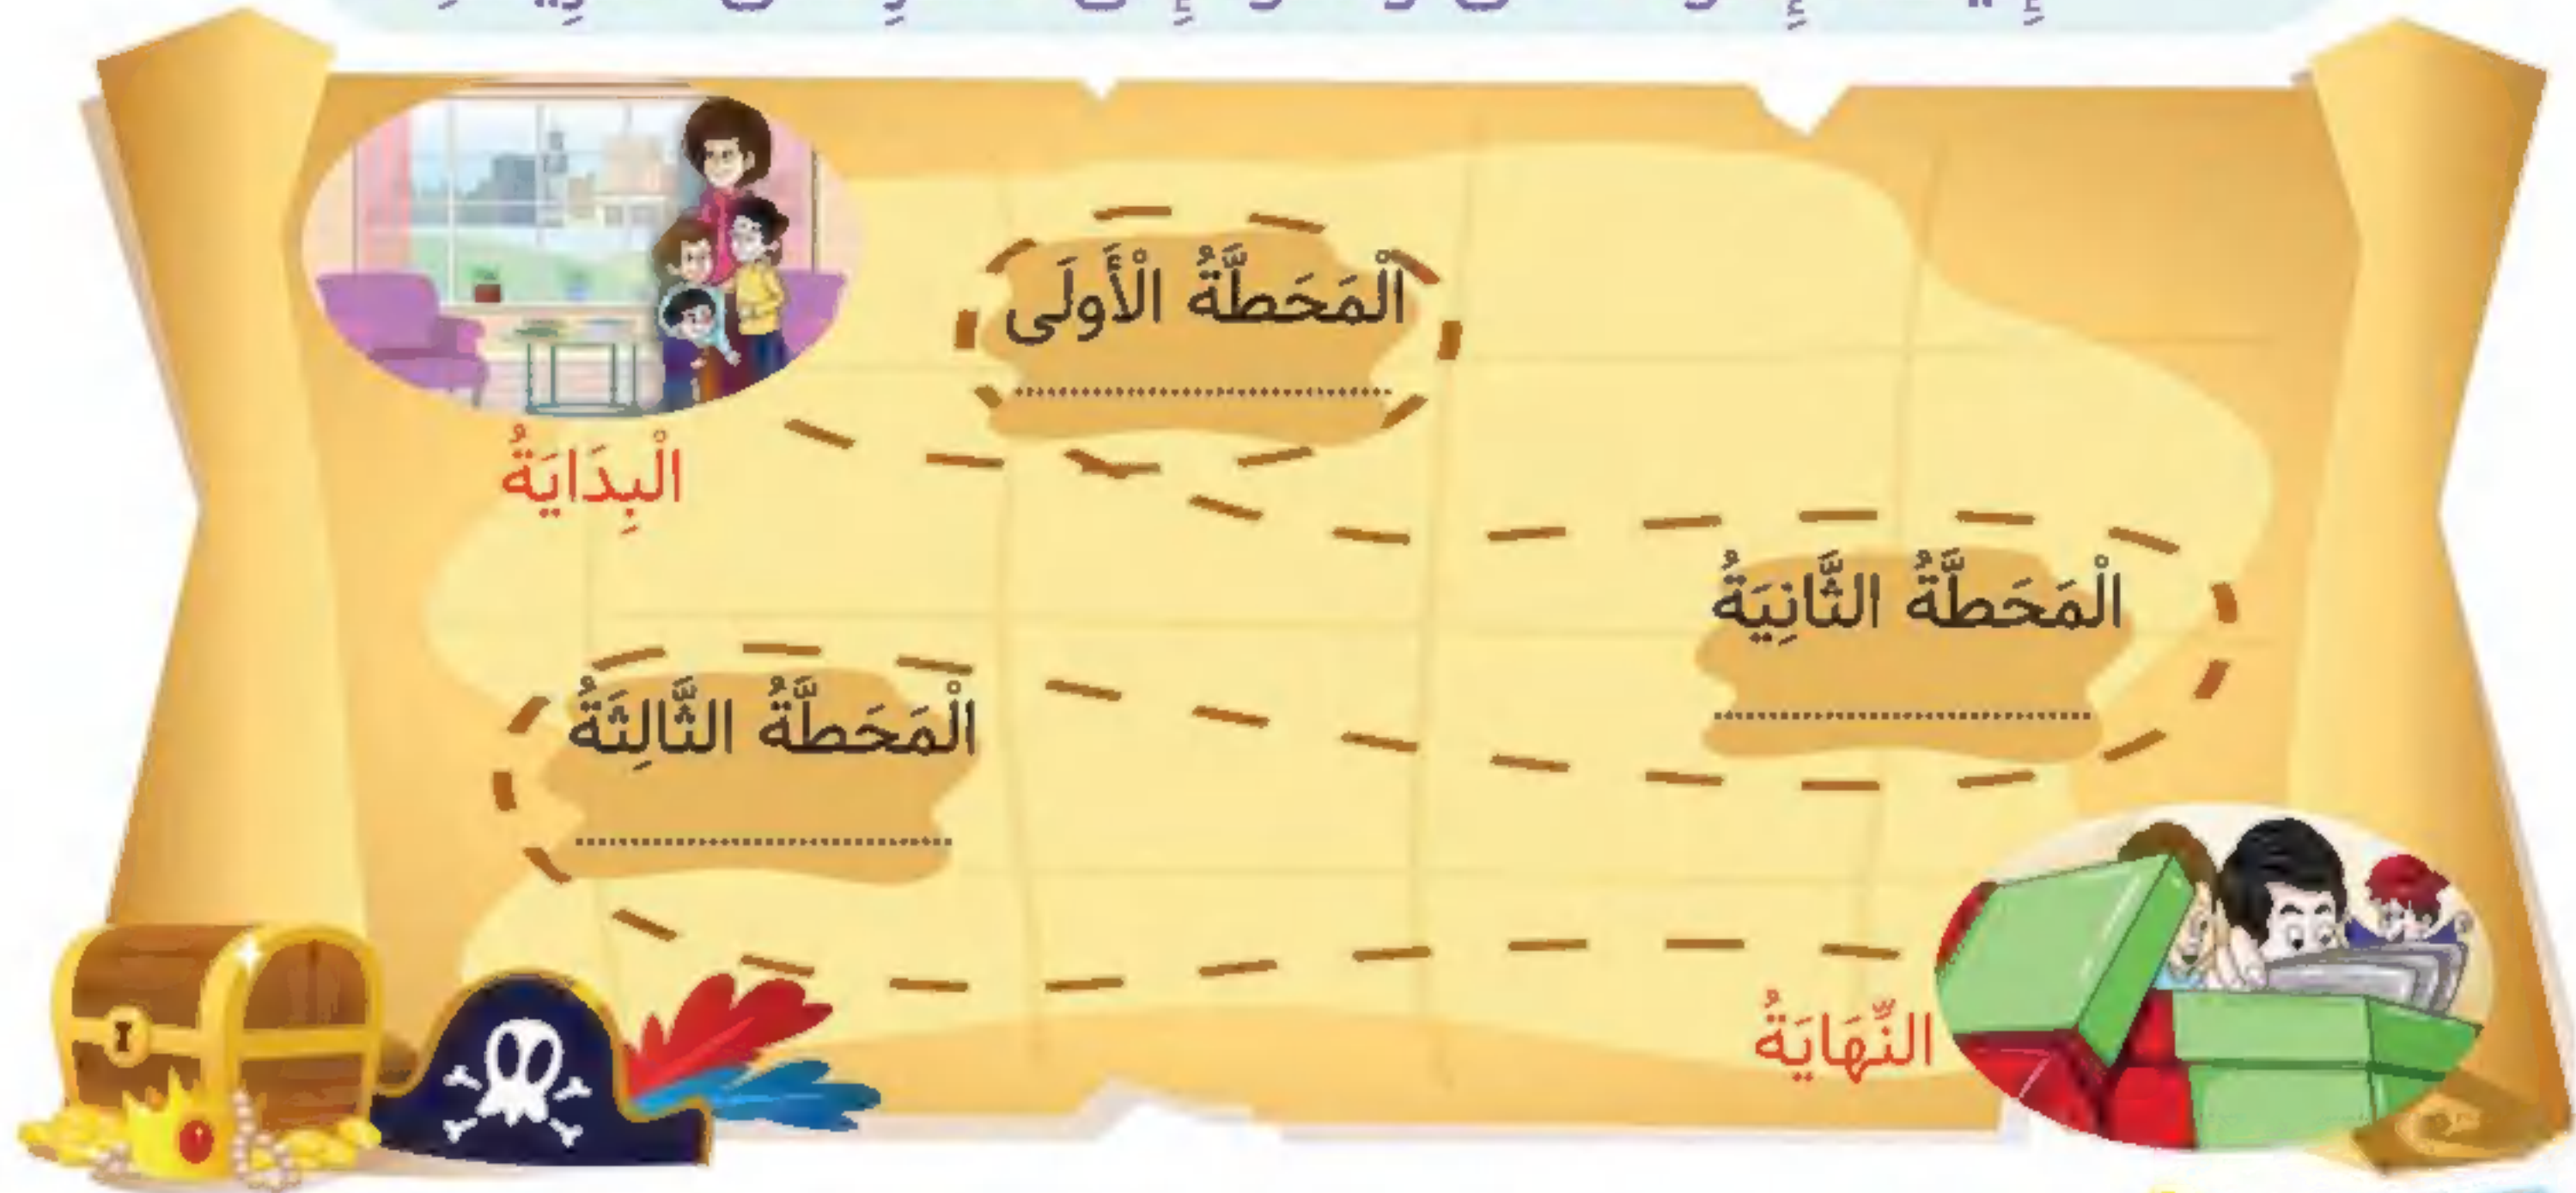 الْبِدَايَةُ
الْمَحَطَّةُ الْأُولَى
الْمَحَطَّةُ الثَّانِيَةُ
الْمَحَطَّةُ الثَّالِثَةُ
النِّهَايَةُ